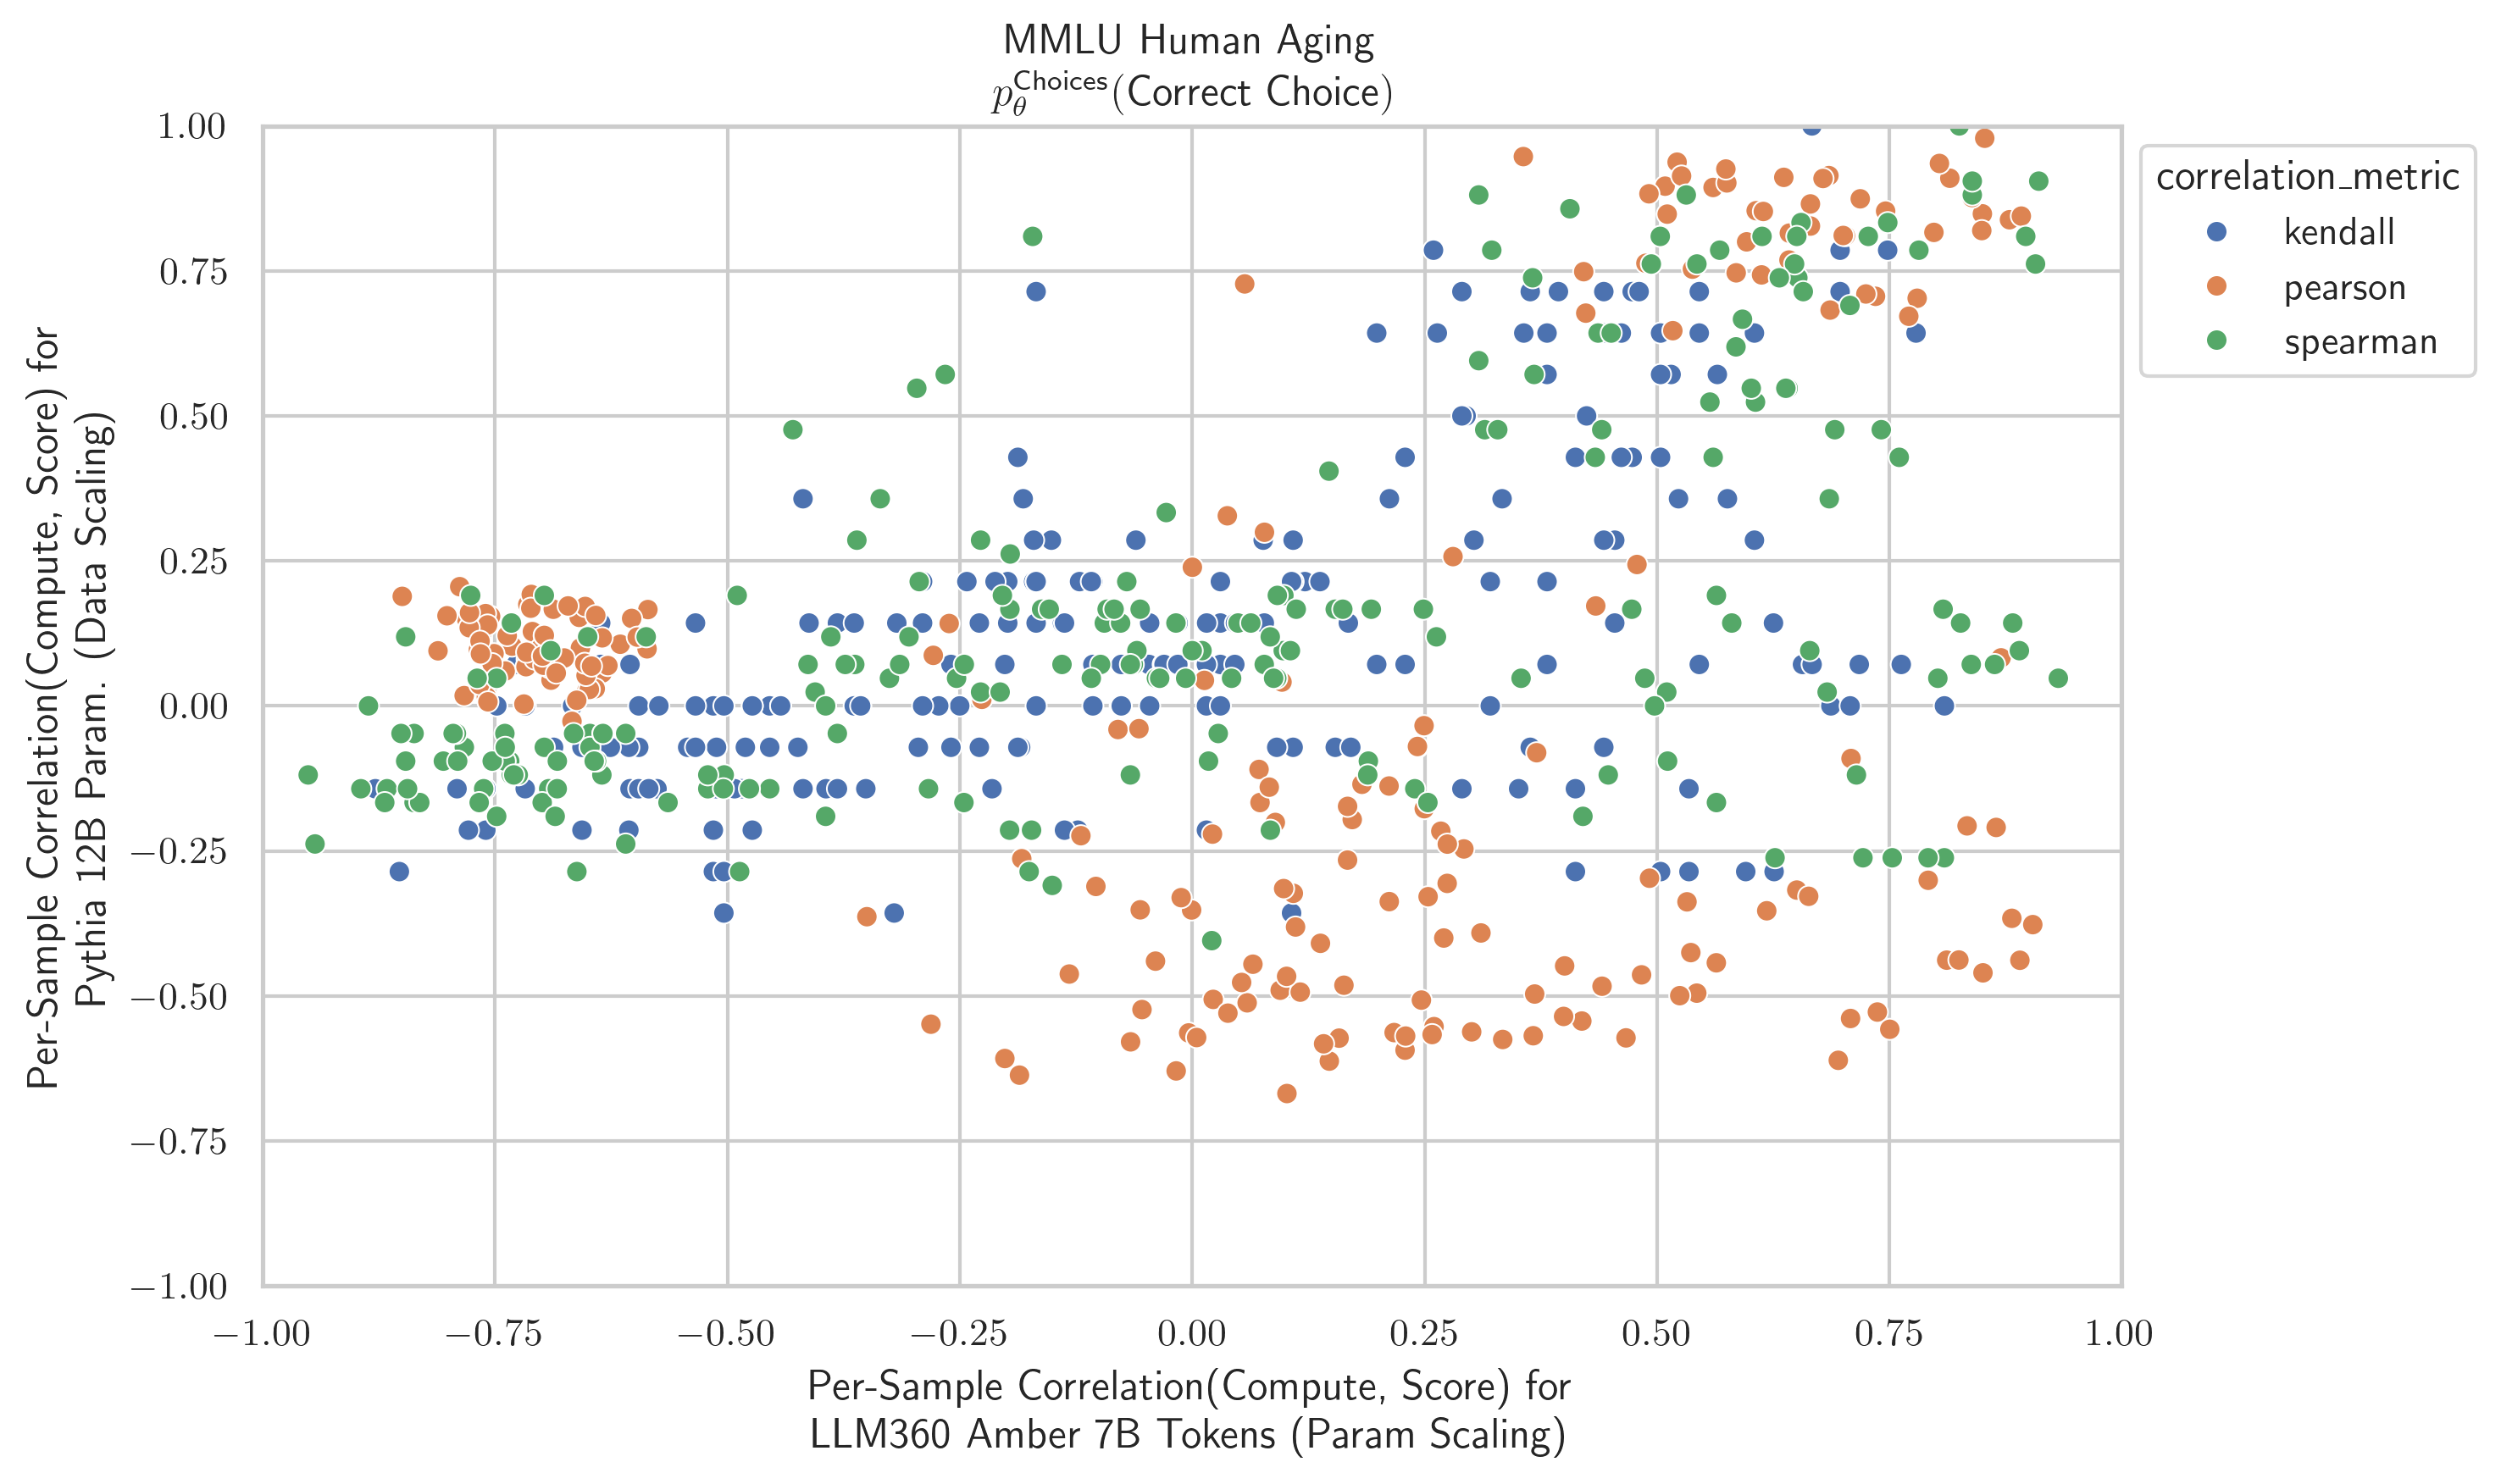 MMLU Human Aging
p_θ^Choices(Correct Choice)
1.00
0.75
0.50
0.25
0.00
−0.25
−0.50
−0.75
−1.00
Per-Sample Correlation(Compute, Score) for
Pythia 12B Param. (Data Scaling)
correlation_metric
kendall
pearson
spearman
−1.00
−0.75
−0.50
−0.25
0.00
0.25
0.50
0.75
1.00
Per-Sample Correlation(Compute, Score) for
LLM360 Amber 7B Tokens (Param Scaling)